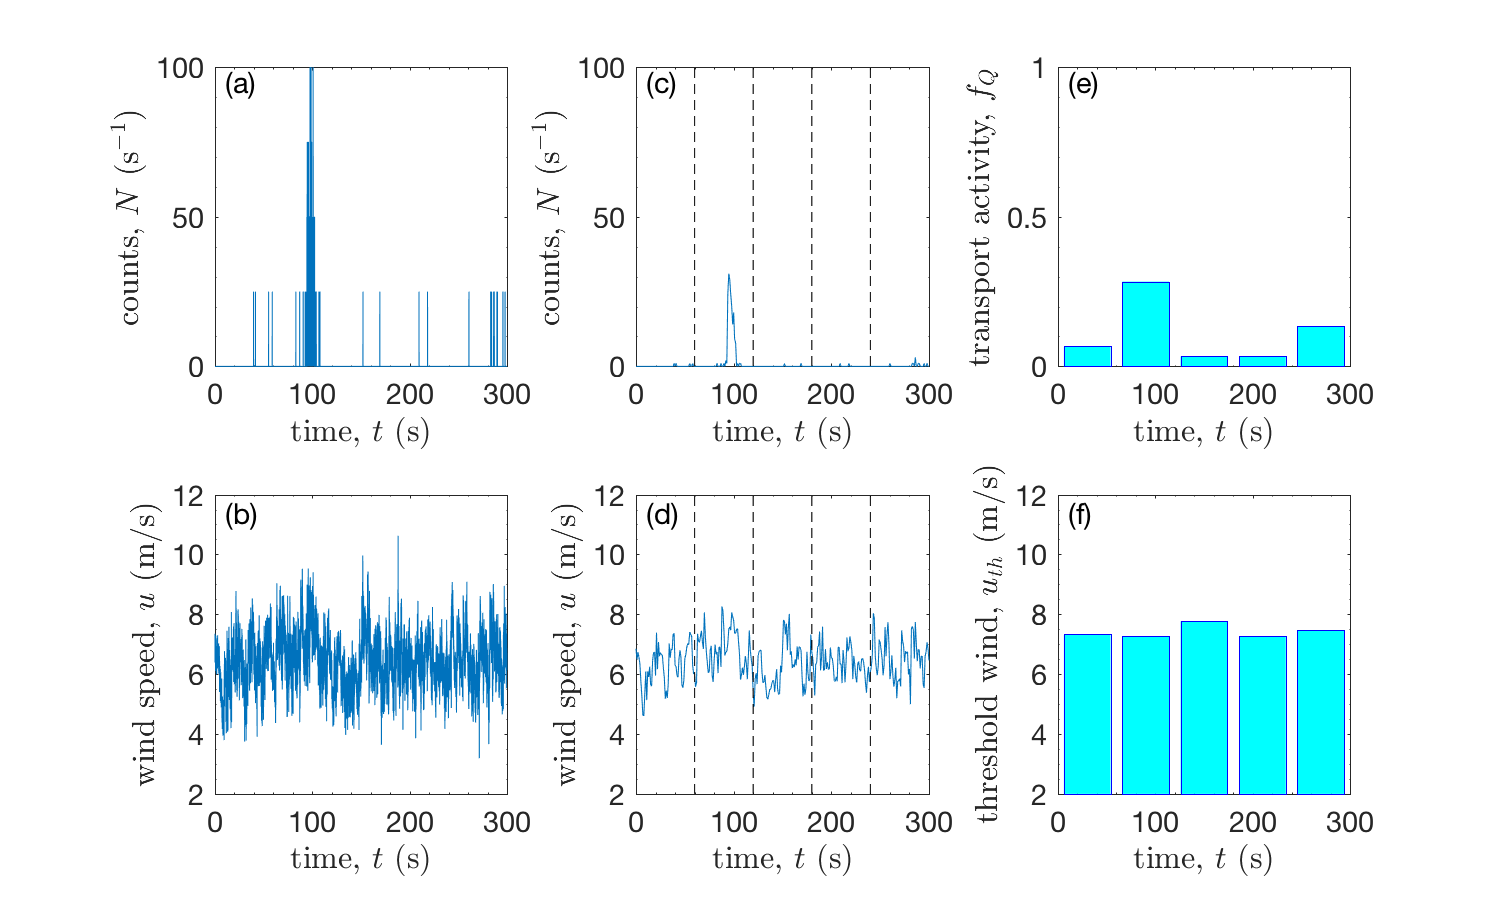 (a)
100
50
0
counts, N (s⁻¹)
0 100 200 300
time, t (s)
(c)
100
50
0
counts, N (s⁻¹)
0 100 200 300
time, t (s)
(e)
1
0.5
0
transport activity, f_Q
0 100 200 300
time, t (s)
(b)
12
10
8
6
4
2
wind speed, u (m/s)
0 100 200 300
time, t (s)
(d)
12
10
8
6
4
2
wind speed, u (m/s)
0 100 200 300
time, t (s)
(f)
12
10
8
6
4
2
threshold wind, u_th (m/s)
0 100 200 300
time, t (s)